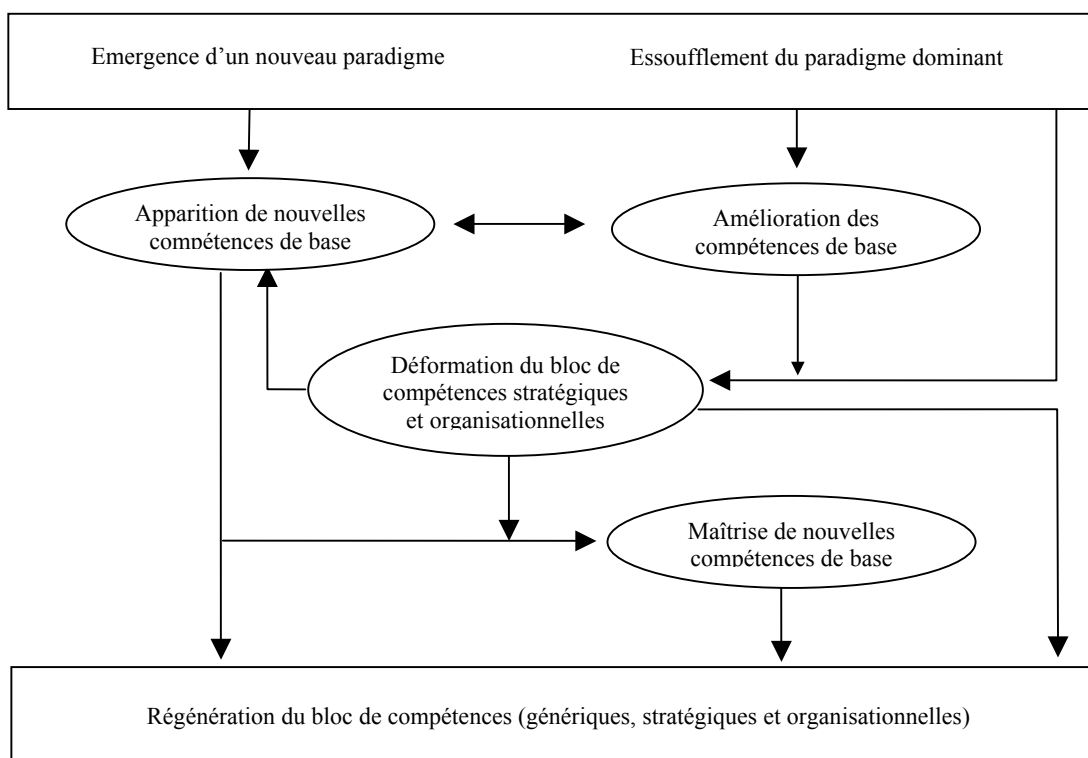 Emergence d’un nouveau paradigme
Essoufflement du paradigme dominant
Apparition de nouvelles
compétences de base
Amélioration des
compétences de base
Déformation du bloc de
compétences stratégiques
et organisationnelles
Maîtrise de nouvelles
compétences de base
Régénération du bloc de compétences (génériques, stratégiques et organisationnelles)